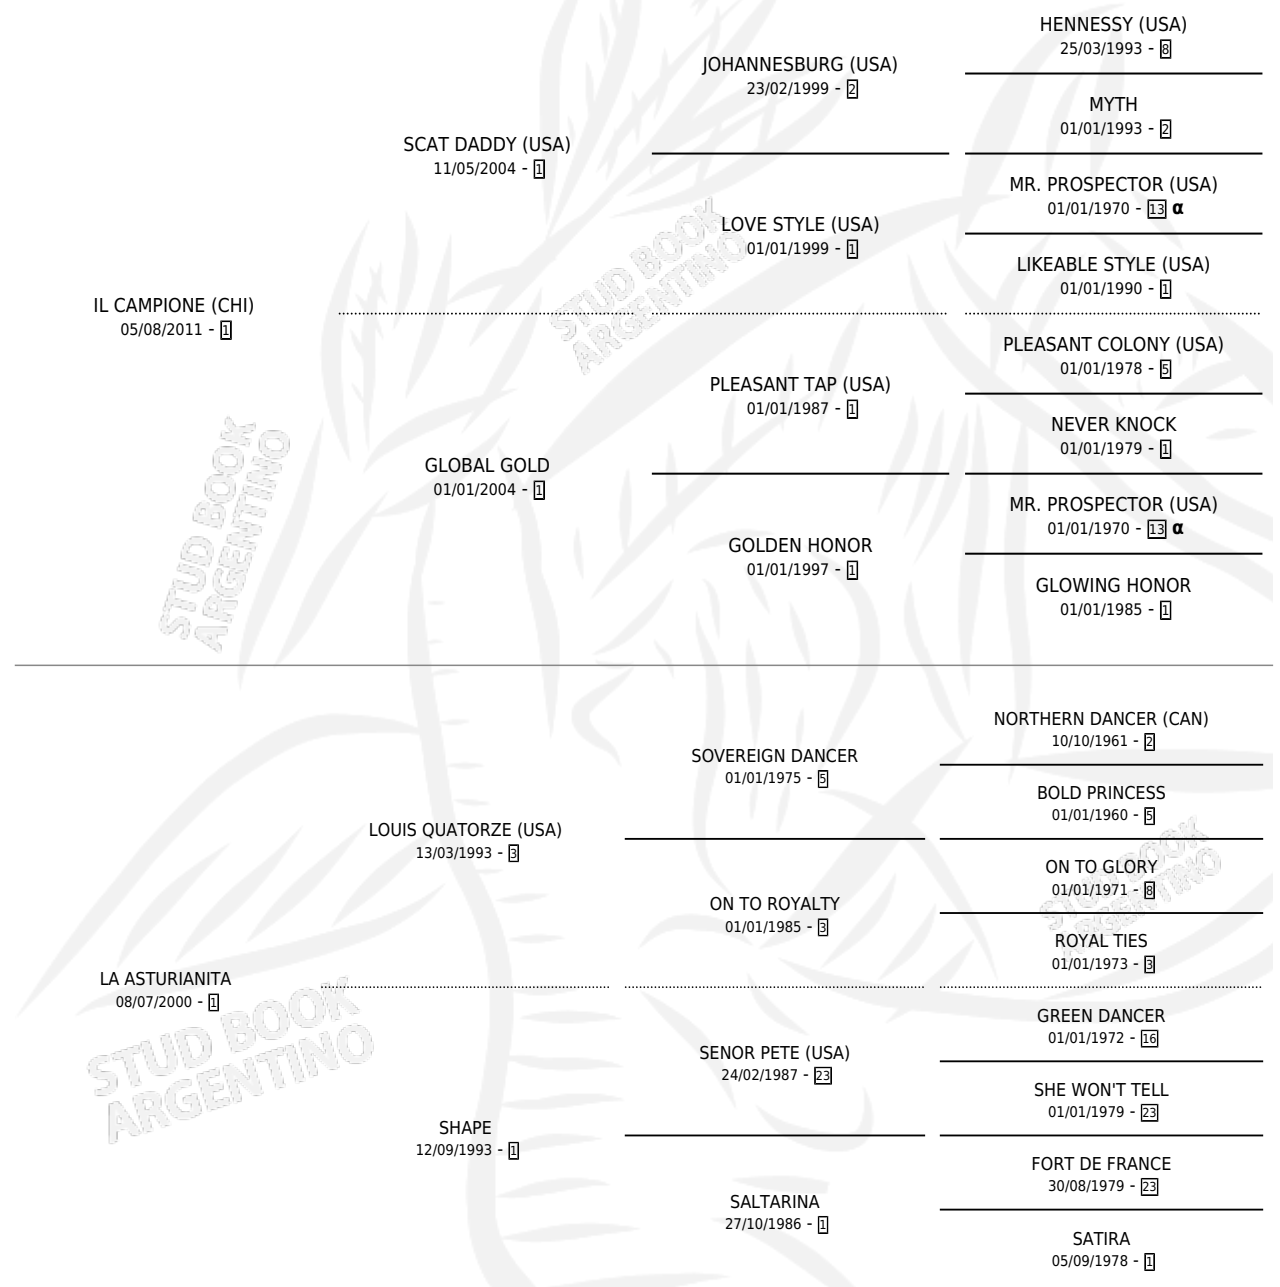 HENNESSY (USA)
25/03/1993 - 8
JOHANNESBURG (USA)
23/02/1999 - 2
MYTH
01/01/1993 - 2
SCAT DADDY (USA)
11/05/2004 - 1
MR. PROSPECTOR (USA)
01/01/1970 - 13 α
LOVE STYLE (USA)
01/01/1999 - 1
LIKEABLE STYLE (USA)
01/01/1990 - 1
IL CAMPIONE (CHI)
05/08/2011 - 1
PLEASANT COLONY (USA)
01/01/1978 - 5
PLEASANT TAP (USA)
01/01/1987 - 1
NEVER KNOCK
01/01/1979 - 1
GLOBAL GOLD
01/01/2004 - 1
MR. PROSPECTOR (USA)
01/01/1970 - 13 α
GOLDEN HONOR
01/01/1997 - 1
GLOWING HONOR
01/01/1985 - 1
NORTHERN DANCER (CAN)
10/10/1961 - 2
SOVEREIGN DANCER
01/01/1975 - 5
BOLD PRINCESS
01/01/1960 - 5
LOUIS QUATORZE (USA)
13/03/1993 - 3
ON TO GLORY
01/01/1971 - 8
ON TO ROYALTY
01/01/1985 - 3
ROYAL TIES
01/01/1973 - 3
LA ASTURIANITA
08/07/2000 - 1
GREEN DANCER
01/01/1972 - 16
SENOR PETE (USA)
24/02/1987 - 23
SHE WON'T TELL
01/01/1979 - 23
SHAPE
12/09/1993 - 1
FORT DE FRANCE
30/08/1979 - 23
SALTARINA
27/10/1986 - 1
SATIRA
05/09/1978 - 1
STUD BOOK
ARGENTINO
STUD BOOK
ARGENTINO
STUD BOOK
ARGENTINO
STUD BOOK
ARGENTINO